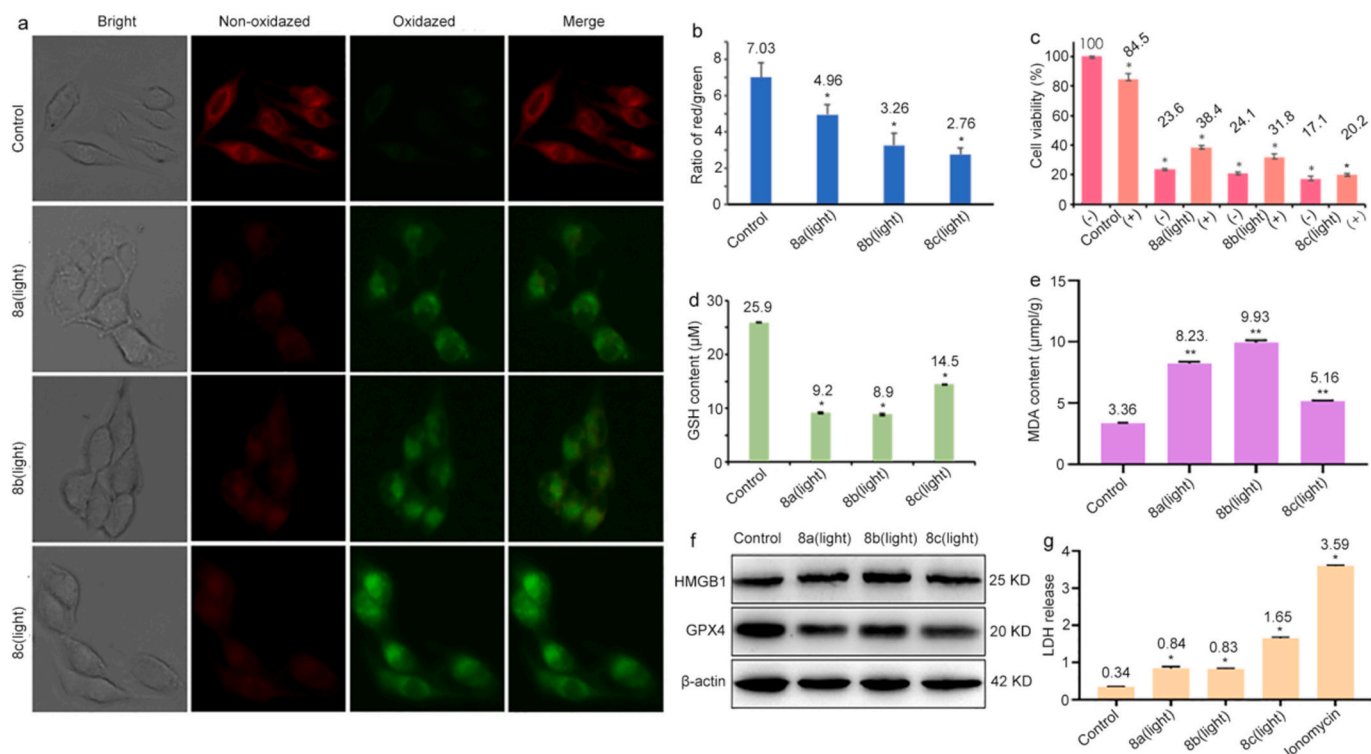 a
Bright
Non-oxidazed
Oxidazed
Merge
Control
8a(light)
8b(light)
8c(light)
b
Ratio of red/green
8
6
4
2
0
7.03
4.96
*
3.26
*
2.76
*
Control
8a(light)
8b(light)
8c(light)
c
Cell viability (%)
100
80
60
40
20
0
100
84.5
*
23.6
*
38.4
*
24.1
*
31.8
*
17.1
*
20.2
*
(-)
Control
(+)
(-)
8a(light)
(+)
(-)
8b(light)
(+)
(-)
8c(light)
(+)
d
GSH content (µM)
30
25
20
15
10
5
0
25.9
9.2
*
8.9
*
14.5
*
Control
8a(light)
8b(light)
8c(light)
e
MDA content (µmpl/g)
15
10
5
0
3.36
8.23.
**
9.93
**
5.16
**
Control
8a(light)
8b(light)
8c(light)
f
Control
8a(light)
8b(light)
8c(light)
HMGB1
25 KD
GPX4
20 KD
β-actin
42 KD
g
LDH release
4
3
2
1
0
0.34
0.84
*
0.83
*
1.65
*
3.59
*
Control
8a(light)
8b(light)
8c(light)
Ionomycin